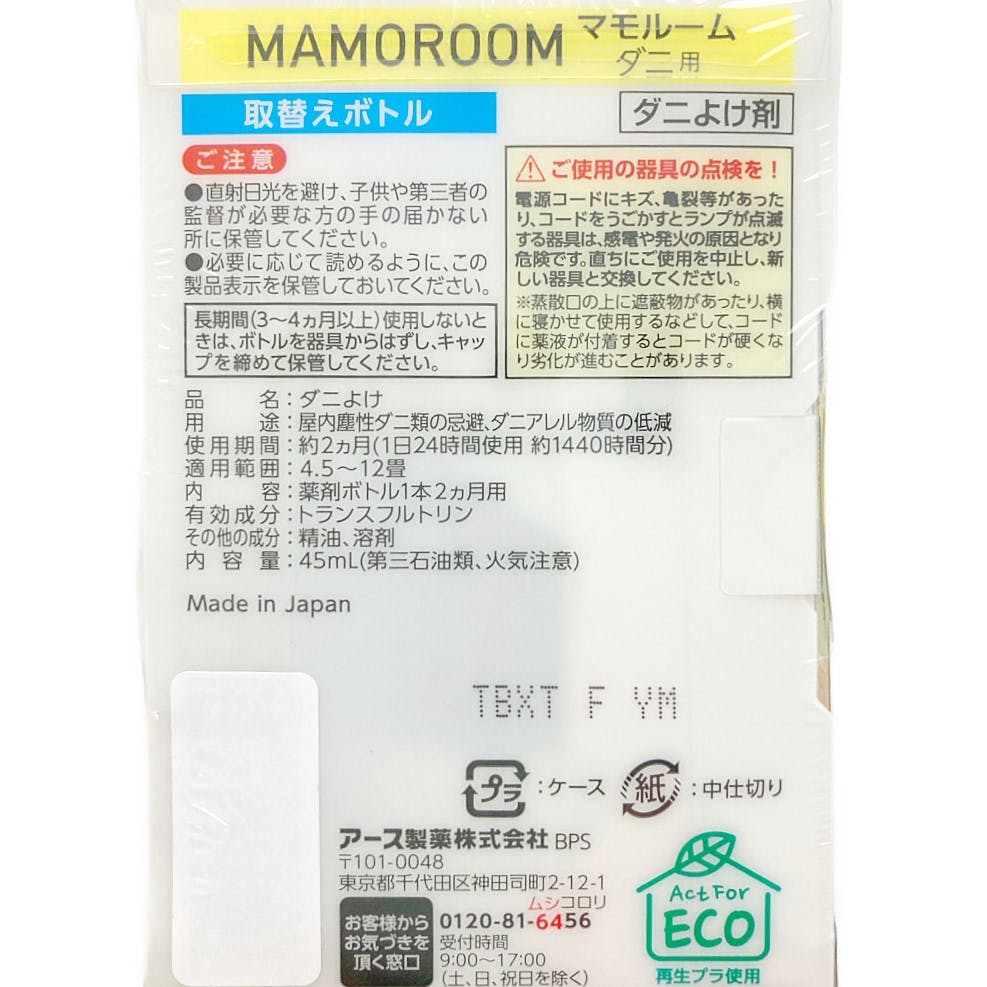 MAMOROOM マモルーム
ダニ用
取替えボトル
ダニよけ剤
ご注意
●直射日光を避け、子供や第三者の
監督が必要な方の手の届かない
所に保管してください。
●必要に応じて読めるように、この
製品表示を保管しておいてください。
長期間(3～4ヵ月以上)使用しないと
きは、ボトルを器具からはずし、キャッ
プを締めて保管してください。
ご使用の器具の点検を！
電源コードにキズ、亀裂等があった
り、コードをうごかすとランプが点滅
する器具は、感電や発火の原因となり
危険です。直ちにご使用を中止し、新
しい器具と交換してください。
※蒸散口の上に遮蔽物があったり、横
に寝かせて使用するなどして、コード
に薬液が付着するとコードが硬くな
り劣化が進むことがあります。
品名：ダニよけ
用途：屋内塵性ダニ類の忌避、ダニアレル物質の低減
使用期間：約2ヵ月(1日24時間使用 約1440時間分)
適用範囲：4.5～12畳
内容：薬剤ボトル1本2ヵ月用
有効成分：トランスフルトリン
その他の成分：精油、溶剤
内容量：45mL(第三石油類、火気注意)
Made in Japan
TBXT F YM
プラ：ケース
紙：中仕切り
アース製薬株式会社 BPS
〒101-0048
東京都千代田区神田司町2-12-1
お客様から
お気づきを
頂く窓口
ムシコロリ
0120-81-6456
受付時間
9:00～17:00
(土、日、祝日を除く)
Act For
ECO
再生プラ使用